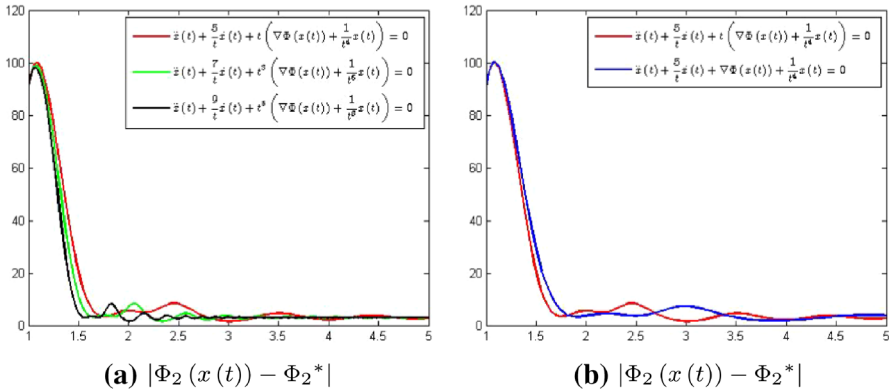 120
100
80
60
40
20
0
1 1.5 2 2.5 3 3.5 4 4.5 5
ẍ(t) + 5/t ẋ(t) + t (∇Φ(x(t)) + 1/t⁴ x(t)) = 0
ẍ(t) + 7/t ẋ(t) + t² (∇Φ(x(t)) + 1/t⁶ x(t)) = 0
ẍ(t) + 9/t ẋ(t) + t³ (∇Φ(x(t)) + 1/t⁸ x(t)) = 0
(a) |Φ₂ (x (t)) − Φ₂*|
120
100
80
60
40
20
0
1 1.5 2 2.5 3 3.5 4 4.5 5
ẍ(t) + 5/t ẋ(t) + t (∇Φ(x(t)) + 1/t⁴ x(t)) = 0
ẍ(t) + 5/t ẋ(t) + ∇Φ(x(t)) + 1/t⁴ x(t) = 0
(b) |Φ₂ (x (t)) − Φ₂*|